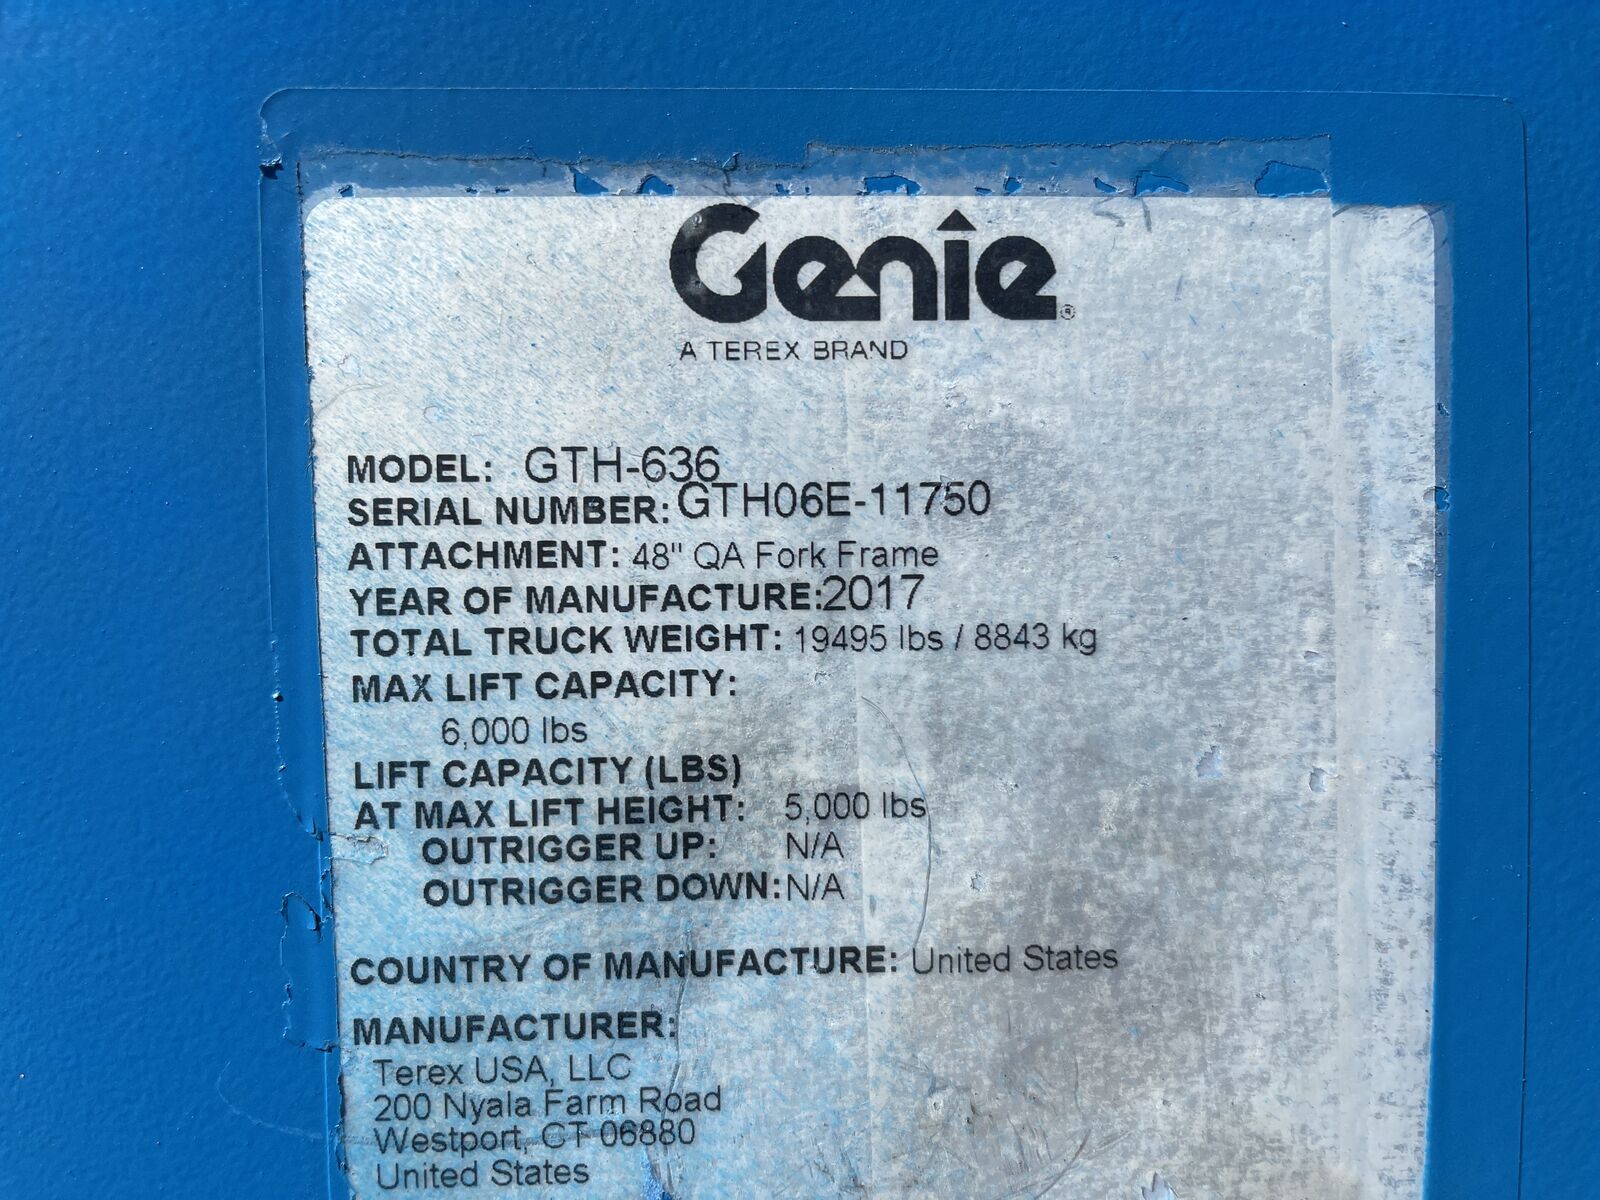 Genie®
A TEREX BRAND
MODEL: GTH-636
SERIAL NUMBER: GTH06E-11750
ATTACHMENT: 48" QA Fork Frame
YEAR OF MANUFACTURE:2017
TOTAL TRUCK WEIGHT: 19495 lbs / 8843 kg
MAX LIFT CAPACITY:
6,000 lbs
LIFT CAPACITY (LBS)
AT MAX LIFT HEIGHT: 5,000 lbs
OUTRIGGER UP: N/A
OUTRIGGER DOWN: N/A
COUNTRY OF MANUFACTURE: United States
MANUFACTURER:
Terex USA, LLC
200 Nyala Farm Road
Westport, CT 06880
United States